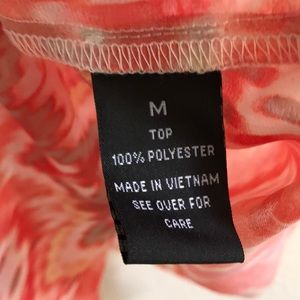 M
TOP
100% POLYESTER
MADE IN VIETNAM
SEE OVER FOR
CARE